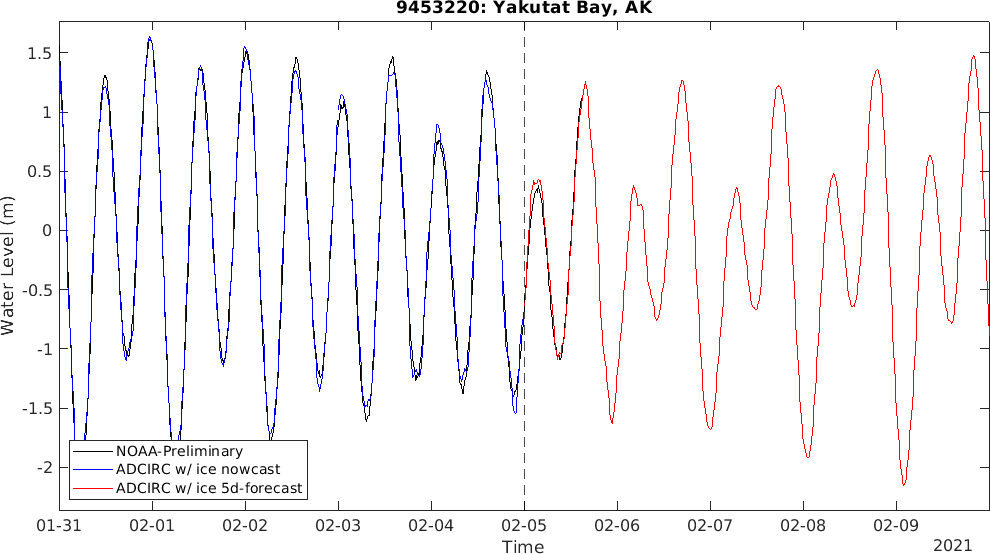 9453220: Yakutat Bay, AK
Water Level (m)
1.5
1
0.5
0
-0.5
-1
-1.5
-2
NOAA-Preliminary
ADCIRC w/ ice nowcast
ADCIRC w/ ice 5d-forecast
01-31 02-01 02-02 02-03 02-04 02-05 02-06 02-07 02-08 02-09
Time
2021